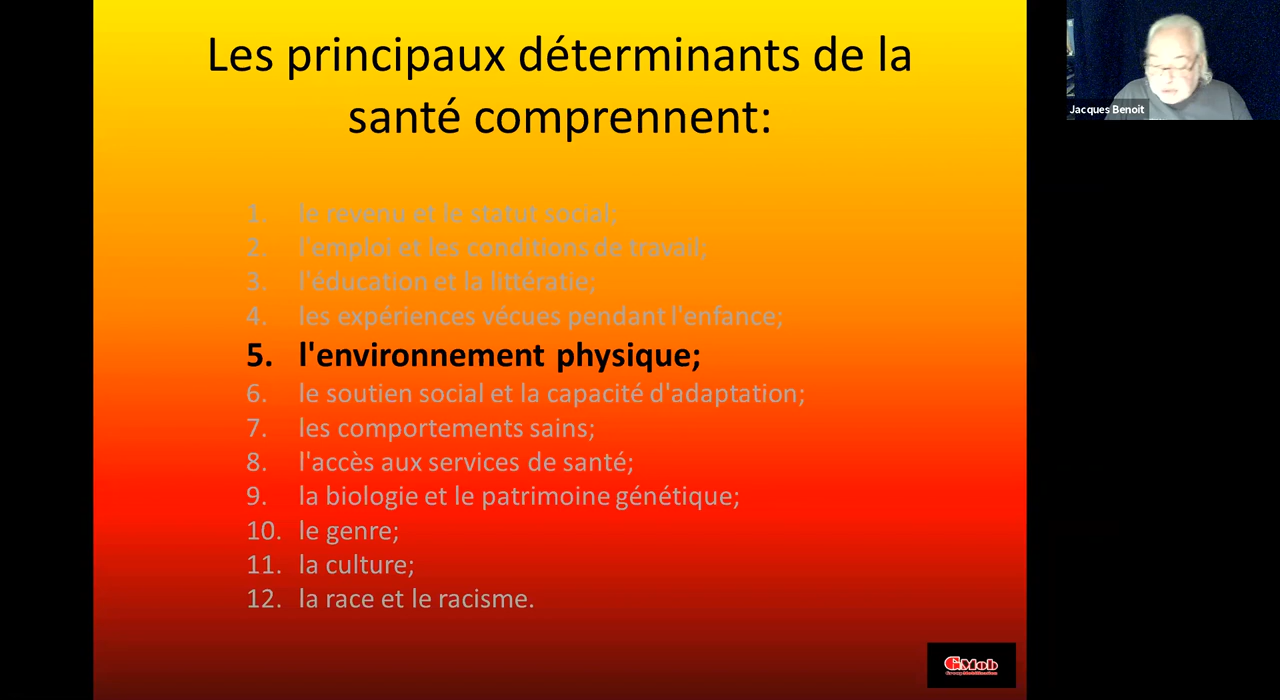 Les principaux déterminants de la
santé comprennent:
1. le revenu et le statut social;
2. l'emploi et les conditions de travail;
3. l'éducation et la littératie;
4. les expériences vécues pendant l'enfance;
5. l'environnement physique;
6. le soutien social et la capacité d'adaptation;
7. les comportements sains;
8. l'accès aux services de santé;
9. la biologie et le patrimoine génétique;
10. le genre;
11. la culture;
12. la race et le racisme.
Jacques Benoit
GMob